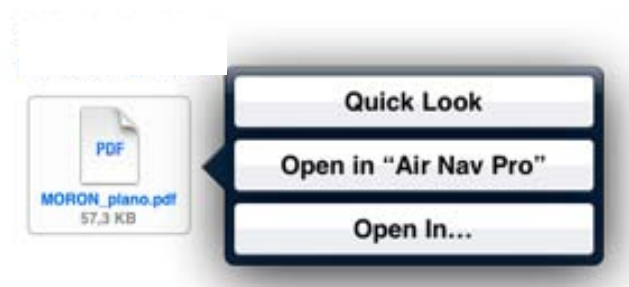 PDF
MORON_plano.pdf
57,3 KB
Quick Look
Open in “Air Nav Pro”
Open In...